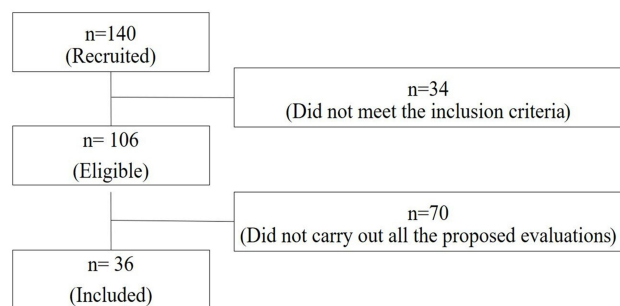 n=140
(Recruited)
n=34
(Did not meet the inclusion criteria)
n= 106
(Eligible)
n=70
(Did not carry out all the proposed evaluations)
n= 36
(Included)